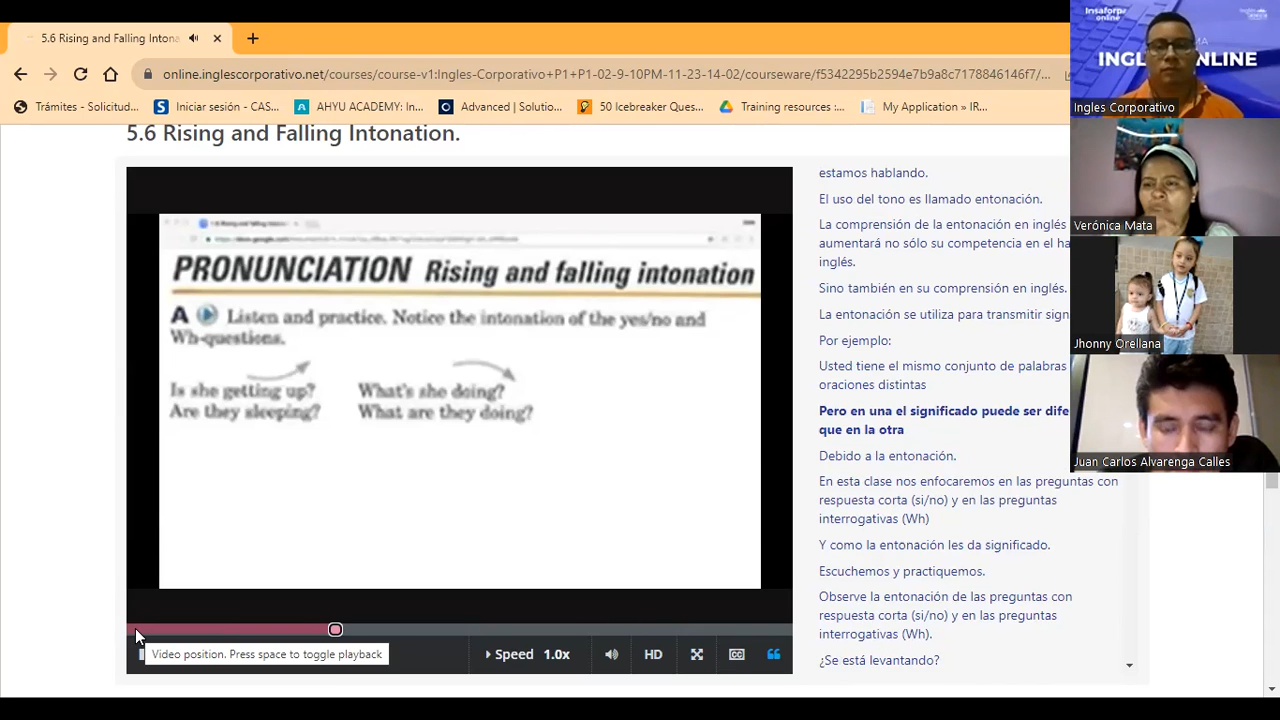 5.6 Rising and Falling Intona
online.inglescorporativo.net/courses/course-v1:Ingles-Corporativo+P1+P1-02-9-10PM-11-23-14-02/courseware/f5342295b2594e7b9a8c7178846146f7/...
Trámites - Solicitud...
Iniciar sesión - CAS...
AHYU ACADEMY: In...
Advanced | Solutio...
50 Icebreaker Ques...
Training resources :...
My Application » IR...
5.6 Rising and Falling Intonation.
PRONUNCIATION Rising and falling intonation
A Listen and practice. Notice the intonation of the yes/no and
Wh-questions.
Is she getting up? What's she doing?
Are they sleeping? What are they doing?
Video position. Press space to toggle playback
Speed 1.0x
HD
estamos hablando.
El uso del tono es llamado entonación.
La comprensión de la entonación en inglés
aumentará no sólo su competencia en el ha
inglés.
Sino también en su comprensión en inglés.
La entonación se utiliza para transmitir sign
Por ejemplo:
Usted tiene el mismo conjunto de palabras
oraciones distintas
Pero en una el significado puede ser dife
que en la otra
Debido a la entonación.
En esta clase nos enfocaremos en las preguntas con
respuesta corta (si/no) y en las preguntas
interrogativas (Wh)
Y como la entonación les da significado.
Escuchemos y practiquemos.
Observe la entonación de las preguntas con
respuesta corta (si/no) y en las preguntas
interrogativas (Wh).
¿Se está levantando?
Insaforp
online
INGL NLINE
Ingles Corporativo
Verónica Mata
Jhonny Orellana
Juan Carlos Alvarenga Calles